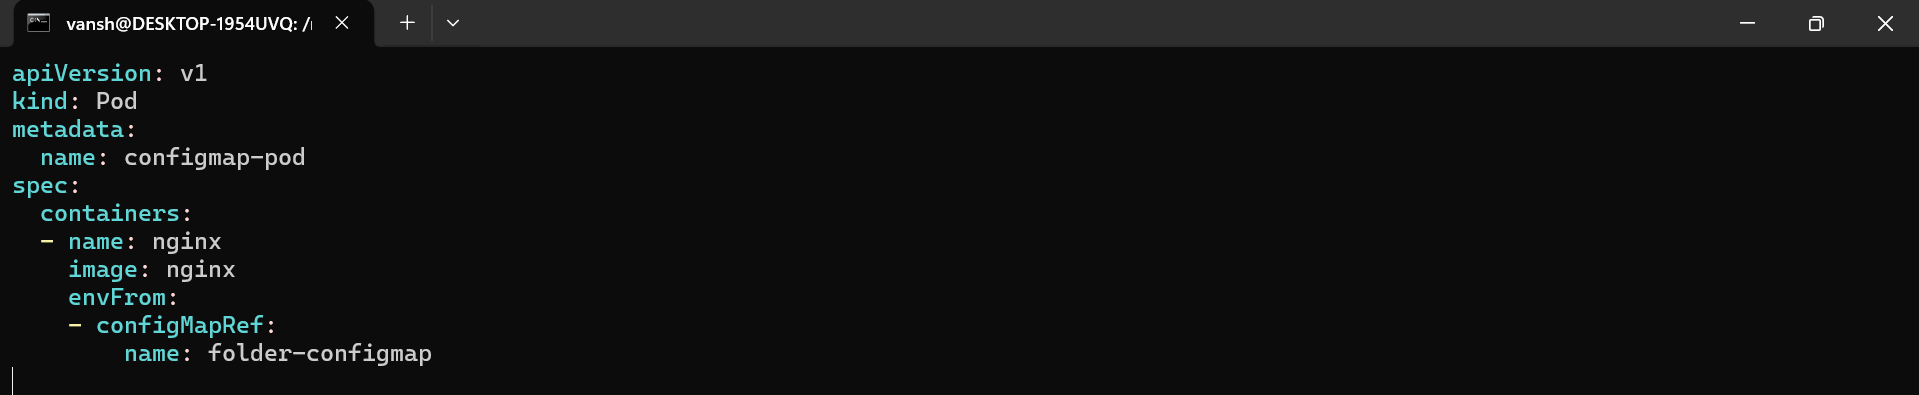 vansh@DESKTOP-1954UVQ: /
apiVersion: v1
kind: Pod
metadata:
  name: configmap-pod
spec:
  containers:
  - name: nginx
    image: nginx
    envFrom:
    - configMapRef:
        name: folder-configmap